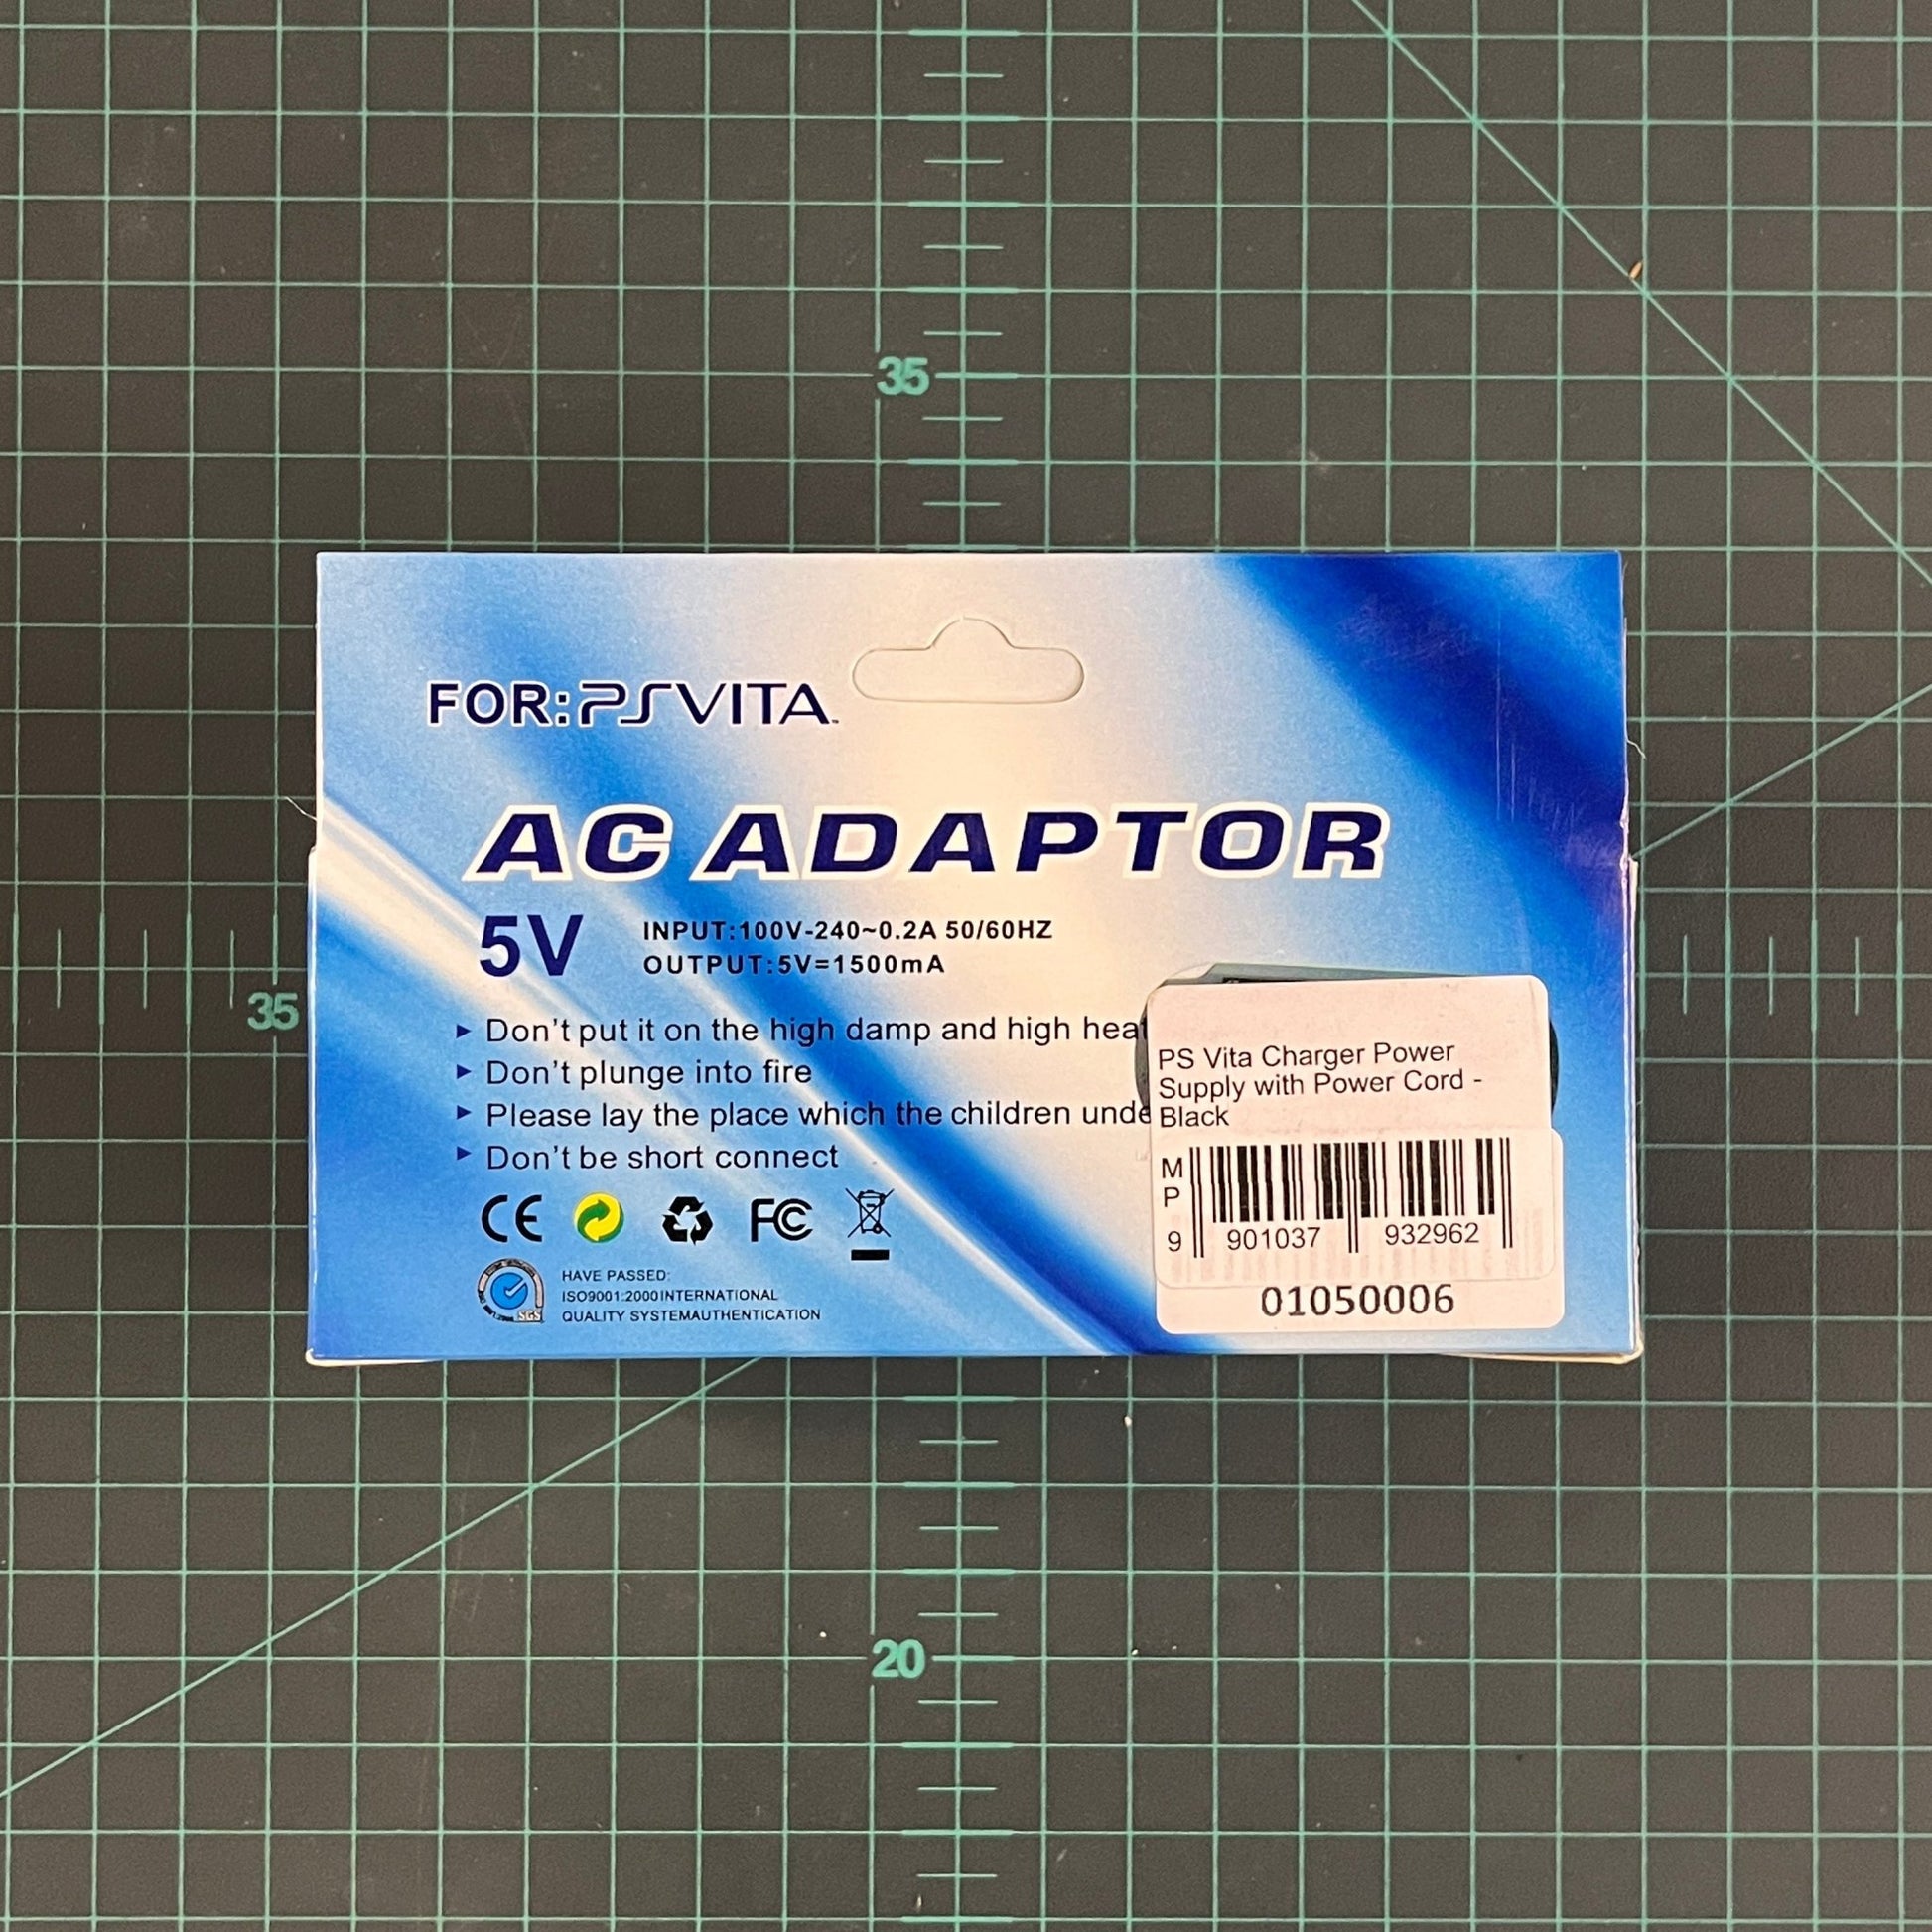 35
FOR:PSVITA™
AC ADAPTOR
5V
INPUT:100V-240~0.2A 50/60HZ
OUTPUT:5V=1500mA
35
Don't put it on the high damp and high heat
Don't plunge into fire
Please lay the place which the children unde
Don't be short connect
CE
FC
SGS
HAVE PASSED:
ISO9001:2000INTERNATIONAL
QUALITY SYSTEMAUTHENTICATION
PS Vita Charger Power
Supply with Power Cord -
Black
MP
9 901037 932962
01050006
20